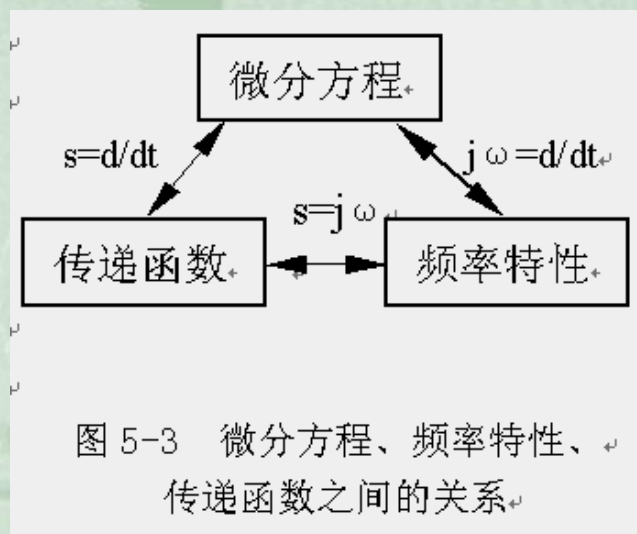 微分方程
s=d/dt
jω=d/dt
s=jω
传递函数
频率特性
图 5-3 微分方程、频率特性、
传递函数之间的关系